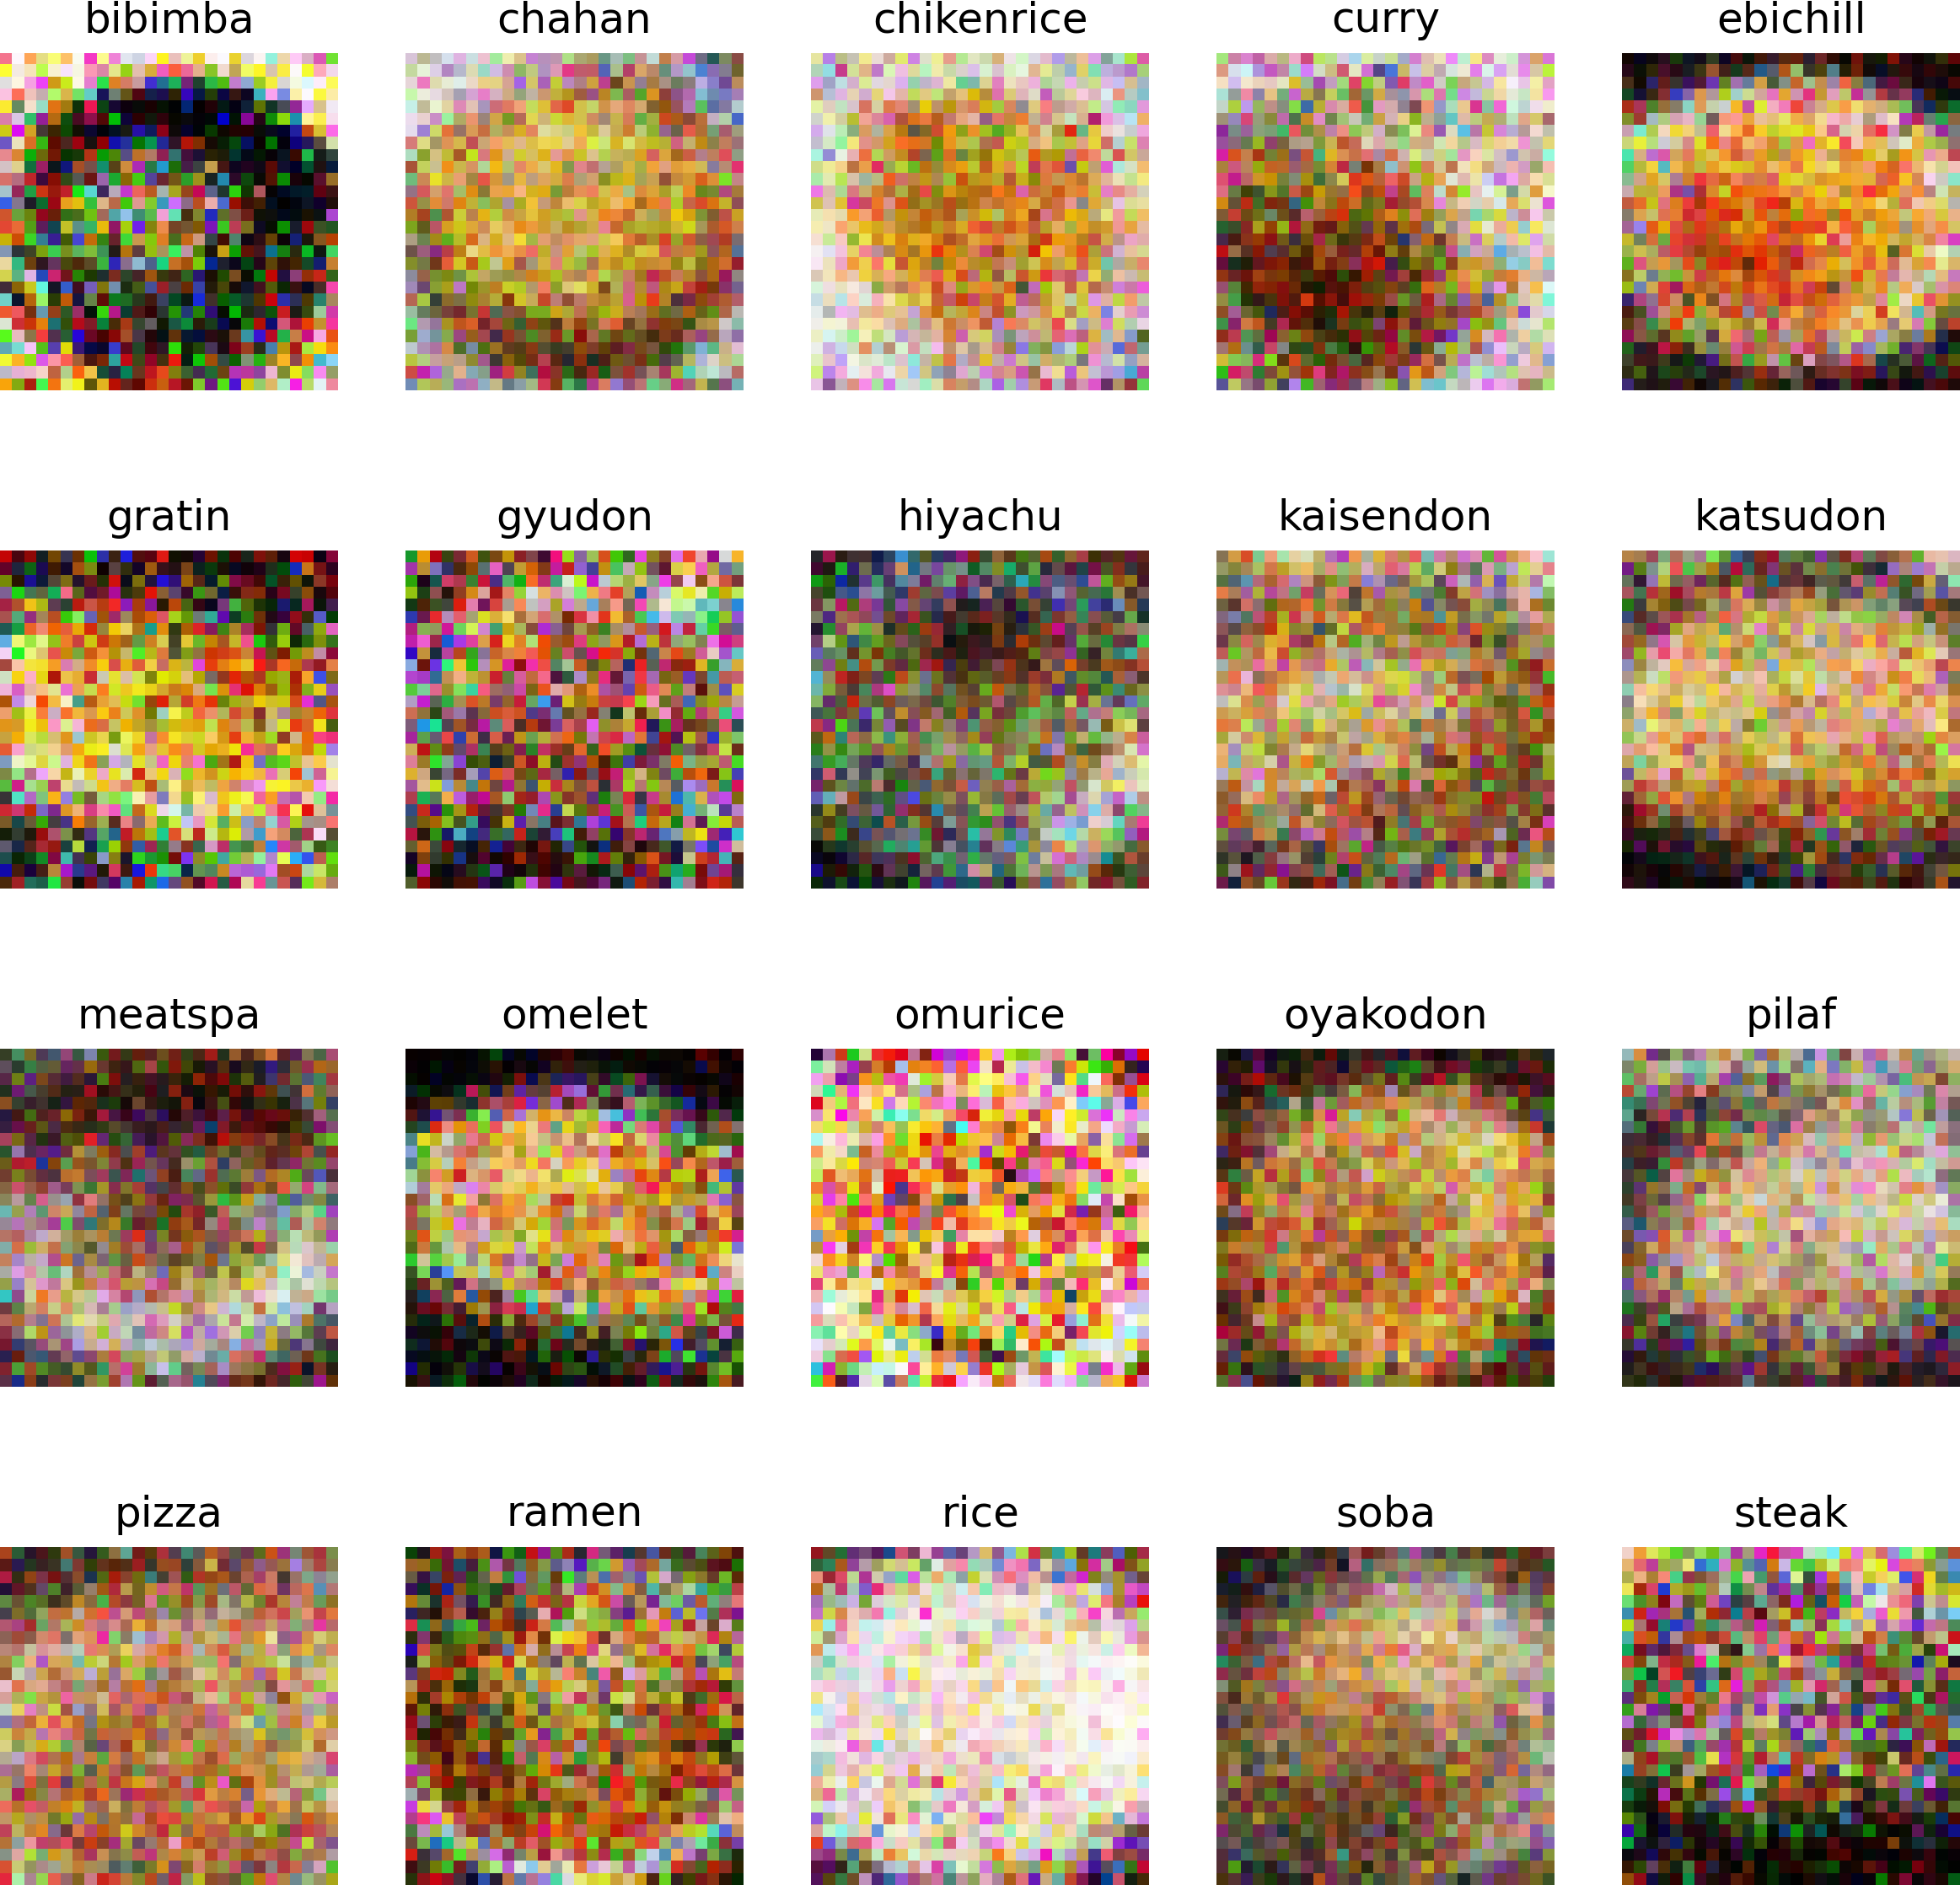 bibimba
chahan
chikenrice
curry
ebichill
gratin
gyudon
hiyachu
kaisendon
katsudon
meatspa
omelet
omurice
oyakodon
pilaf
pizza
ramen
rice
soba
steak